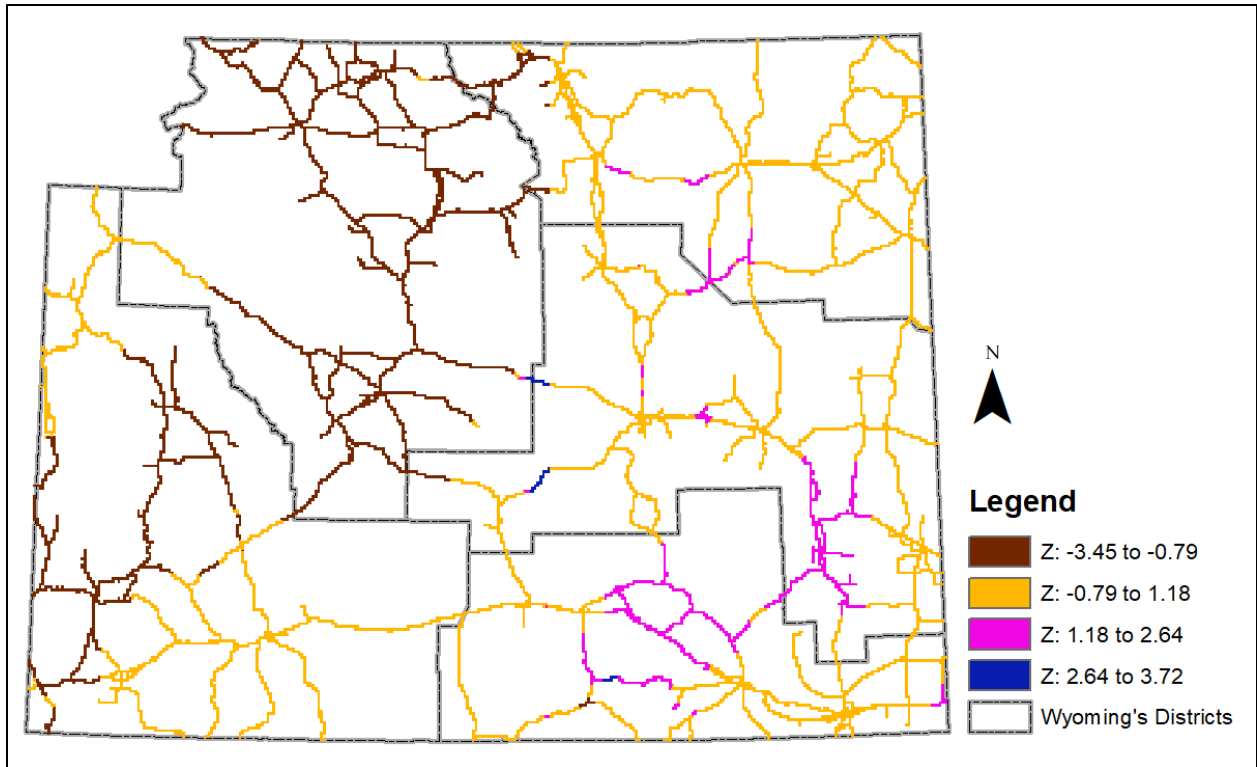 N
Legend
Z: -3.45 to -0.79
Z: -0.79 to 1.18
Z: 1.18 to 2.64
Z: 2.64 to 3.72
Wyoming's Districts